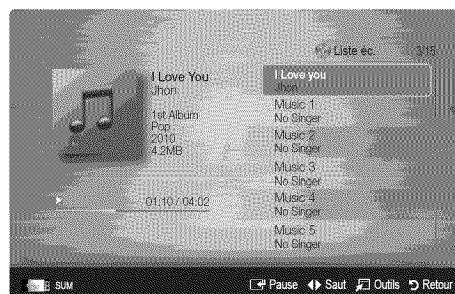 Liste éc. 3/15
I Love You
Jhon
1st Album
Pop
2010
4.2MB
01:10 / 04:02
I Love you
Jhon
Music 1
No Singer
Music 2
No Singer
Music 3
No Singer
Music 4
No Singer
Music 5
No Singer
SUM
Pause Saut Outils Retour